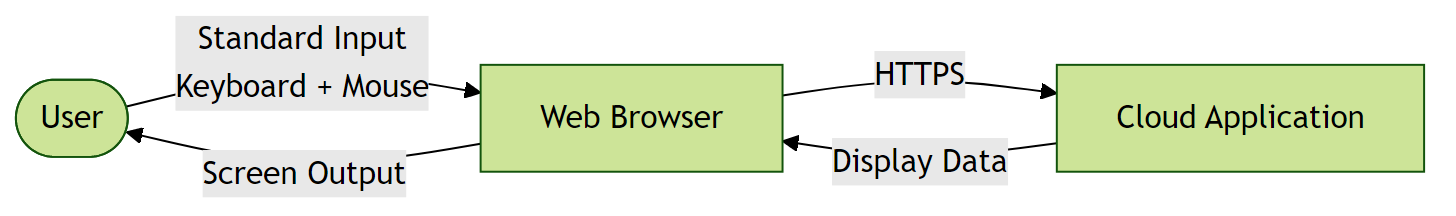 Standard Input
Keyboard + Mouse
HTTPS
User
Web Browser
Cloud Application
Screen Output
Display Data